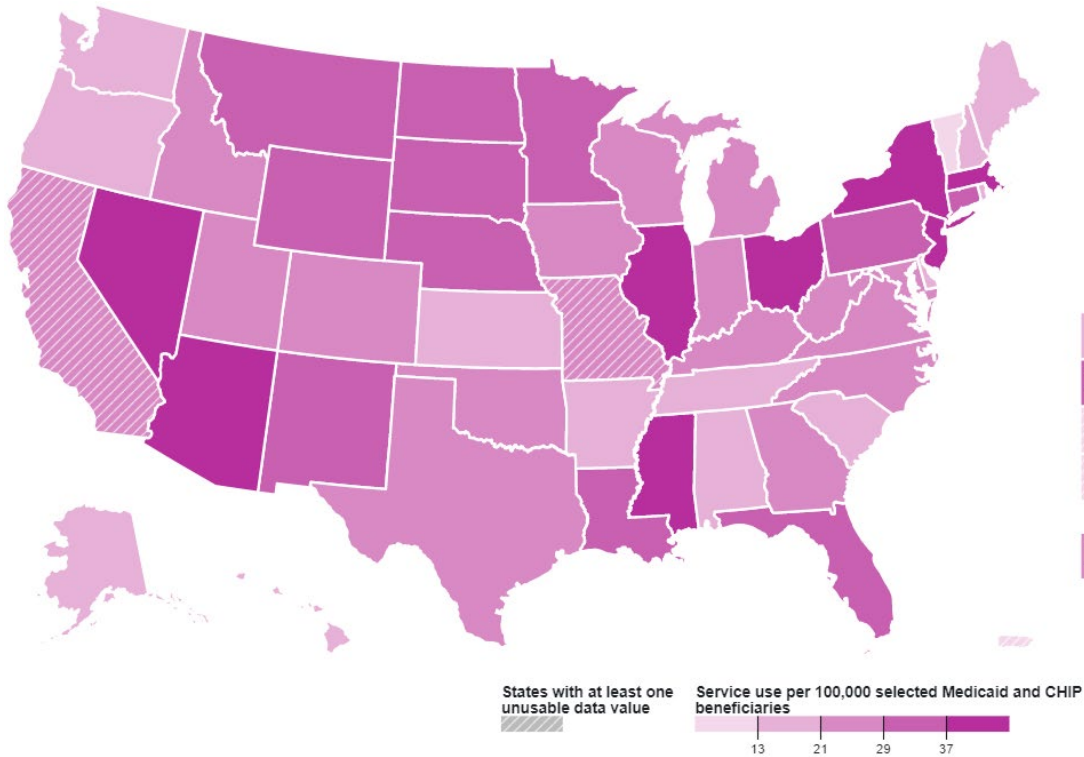 States with at least one
unusable data value
Service use per 100,000 selected Medicaid and CHIP
beneficiaries
13 21 29 37